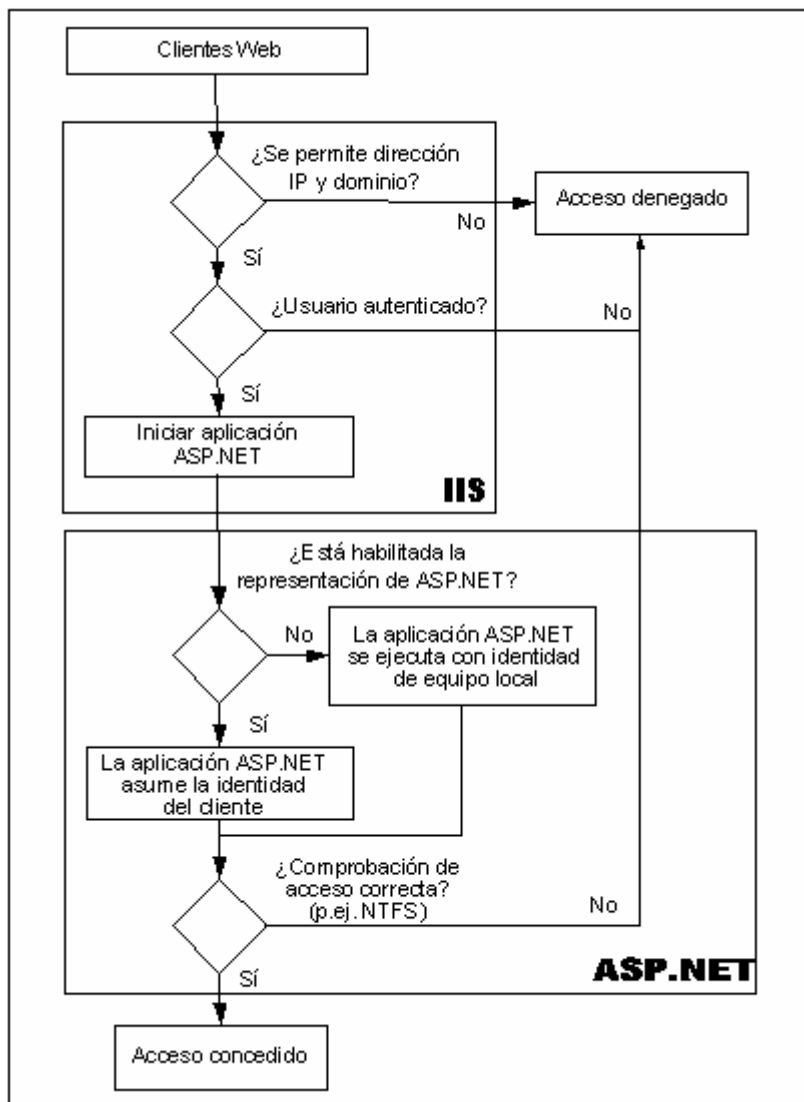 Clientes Web
¿Se permite dirección
IP y dominio?
Acceso denegado
No
Sí
¿Usuario autenticado?
No
Sí
Iniciar aplicación
ASP.NET
IIS
¿Está habilitada la
representación de ASP.NET?
No
La aplicación ASP.NET
se ejecuta con identidad
de equipo local
Sí
La aplicación ASP.NET
asume la identidad
del cliente
¿Comprobación de
acceso correcta?
(p.ej. NTFS)
No
ASP.NET
Sí
Acceso concedido